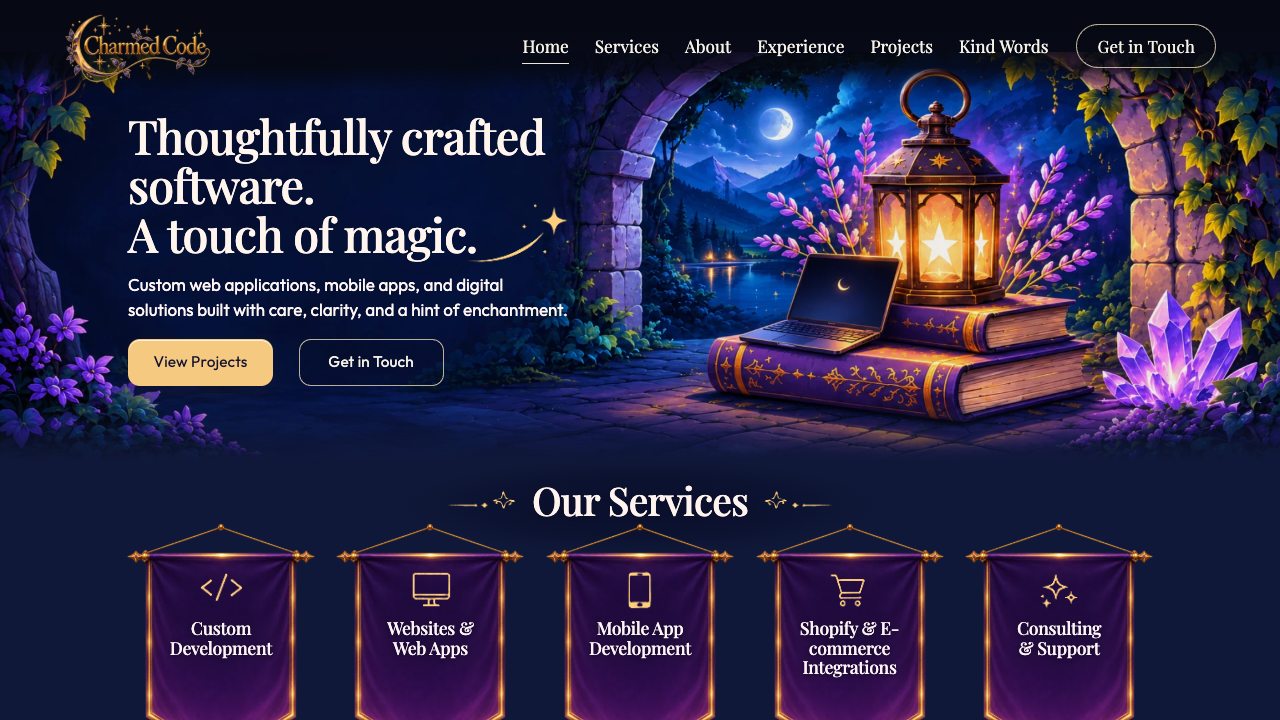 Charmed Code
Home
Services
About
Experience
Projects
Kind Words
Get in Touch
Thoughtfully crafted
software.
A touch of magic.
Custom web applications, mobile apps, and digital
solutions built with care, clarity, and a hint of enchantment.
View Projects
Get in Touch
Our Services
</>
Custom
Development
Websites &
Web Apps
Mobile App
Development
Shopify & E-
commerce
Integrations
Consulting
& Support